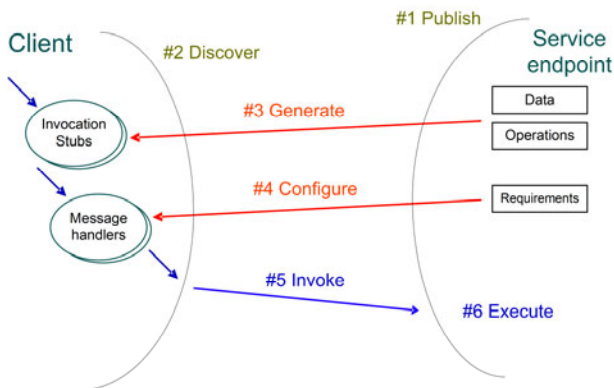 #1 Publish
Client
#2 Discover
Service
endpoint
Data
#3 Generate
Invocation
Stubs
Operations
#4 Configure
Requirements
Message
handlers
#5 Invoke
#6 Execute